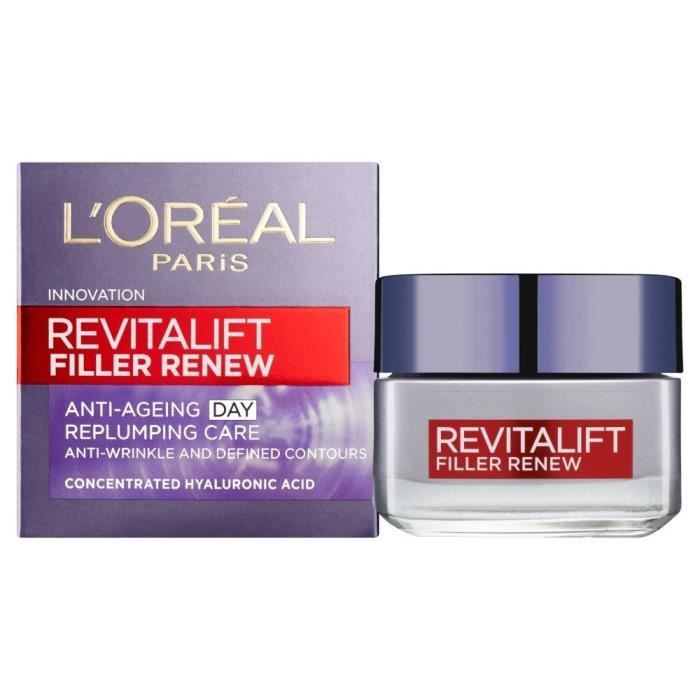 L'ORÉAL
PARiS
INNOVATION
REVITALIFT
FILLER RENEW
ANTI-AGEING DAY
REPLUMPING CARE
ANTI-WRINKLE AND DEFINED CONTOURS
CONCENTRATED HYALURONIC ACID
REVITALIFT
FILLER RENEW